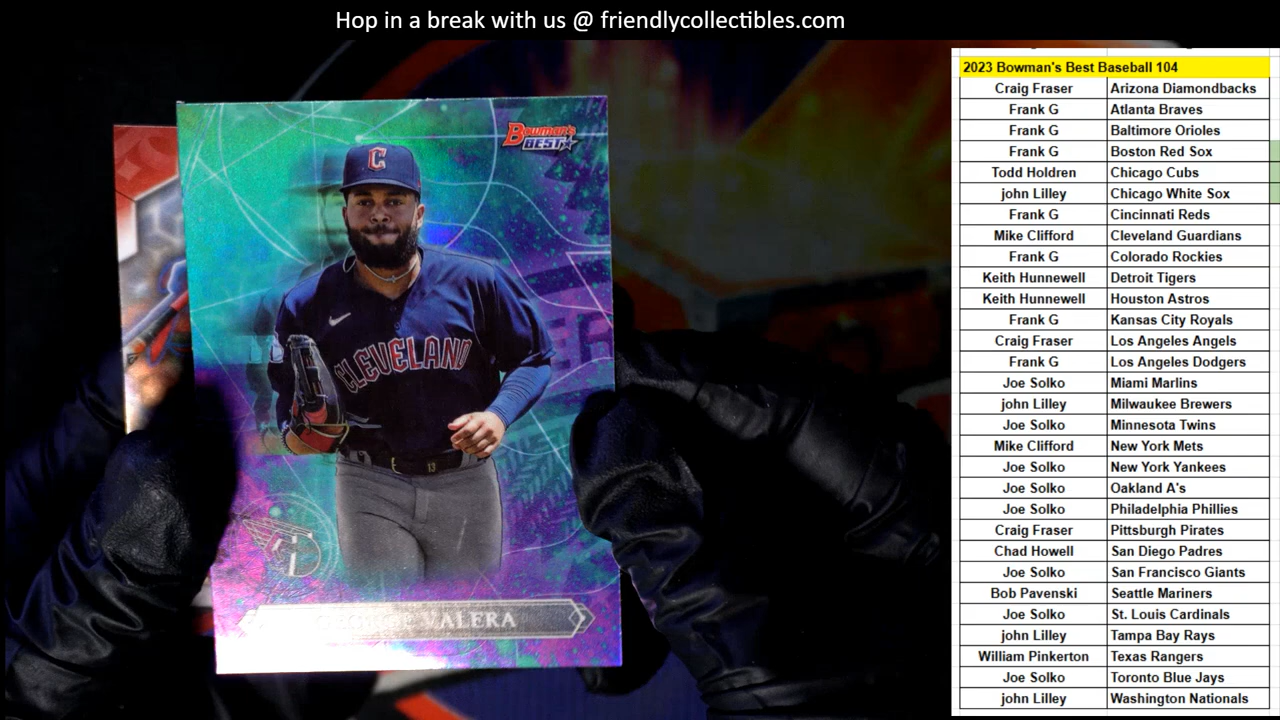 Hop in a break with us @ friendlycollectibles.com
Bowman's
BEST
C
CLEVELAND
13
GEORGE VALERA
2023 Bowman's Best Baseball 104
Craig Fraser Arizona Diamondbacks
Frank G Atlanta Braves
Frank G Baltimore Orioles
Frank G Boston Red Sox
Todd Holdren Chicago Cubs
john Lilley Chicago White Sox
Frank G Cincinnati Reds
Mike Clifford Cleveland Guardians
Frank G Colorado Rockies
Keith Hunnewell Detroit Tigers
Keith Hunnewell Houston Astros
Frank G Kansas City Royals
Craig Fraser Los Angeles Angels
Frank G Los Angeles Dodgers
Joe Solko Miami Marlins
john Lilley Milwaukee Brewers
Joe Solko Minnesota Twins
Mike Clifford New York Mets
Joe Solko New York Yankees
Joe Solko Oakland A's
Joe Solko Philadelphia Phillies
Craig Fraser Pittsburgh Pirates
Chad Howell San Diego Padres
Joe Solko San Francisco Giants
Bob Pavenski Seattle Mariners
Joe Solko St. Louis Cardinals
john Lilley Tampa Bay Rays
William Pinkerton Texas Rangers
Joe Solko Toronto Blue Jays
john Lilley Washington Nationals